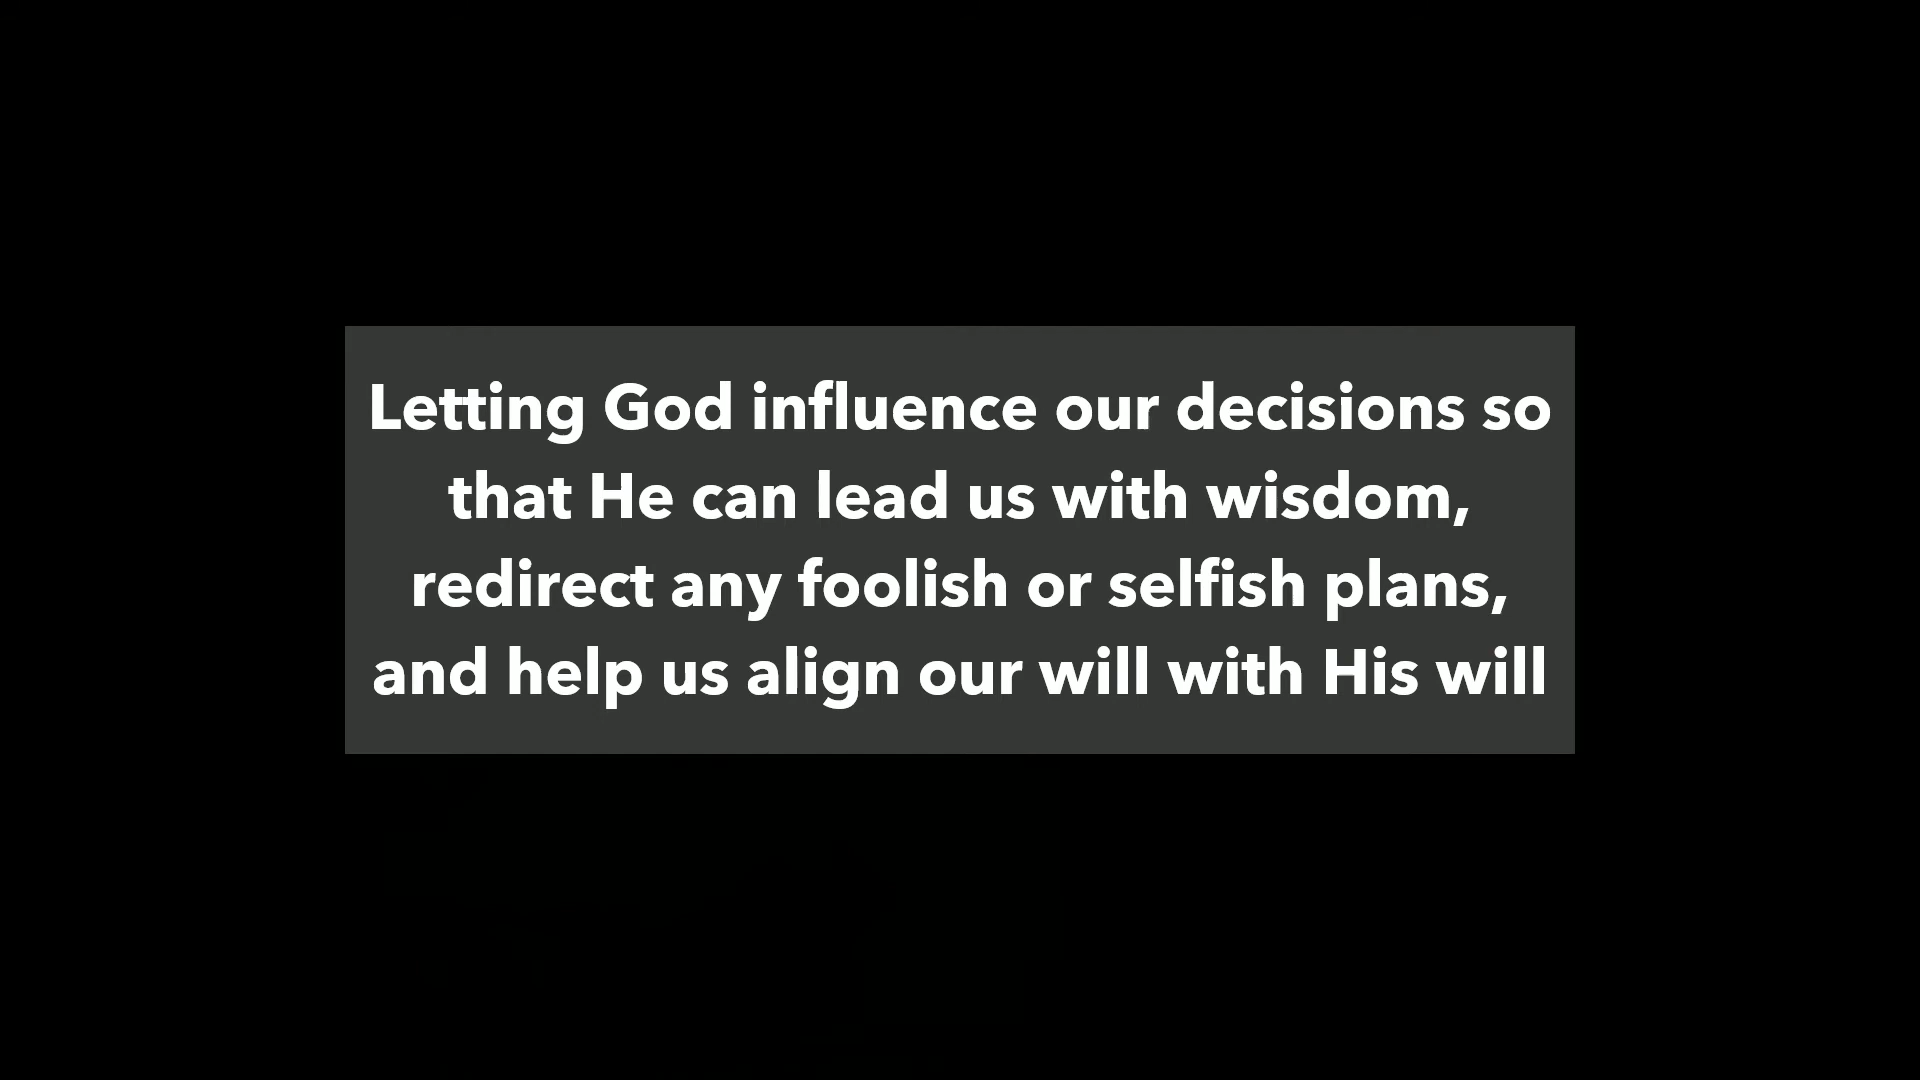 Letting God influence our decisions so
that He can lead us with wisdom,
redirect any foolish or selfish plans,
and help us align our will with His will